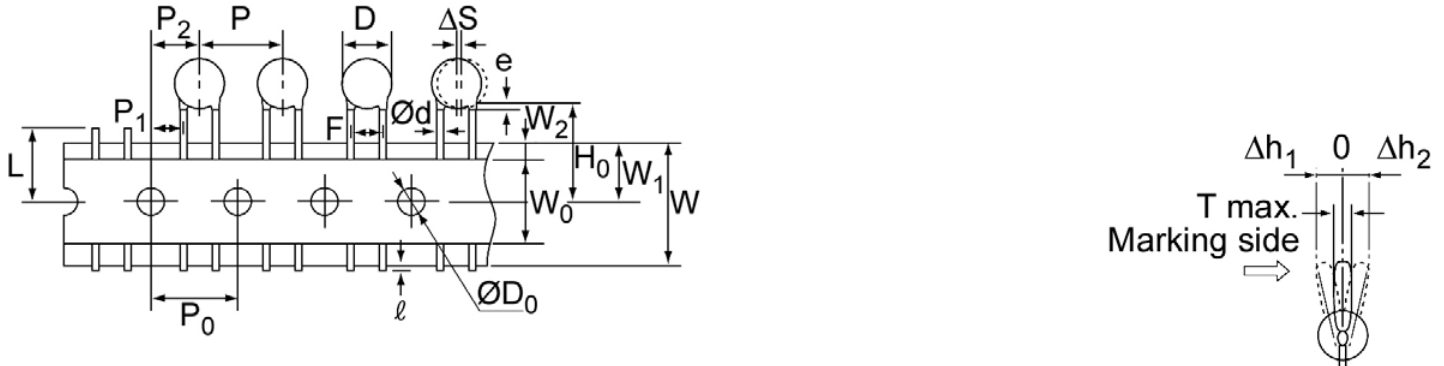 P2 P D ΔS
e
P1 F Ød W2
L H0 W1
W0 W
P0 ℓ ØD0
Δh1 0 Δh2
T max.
Marking side